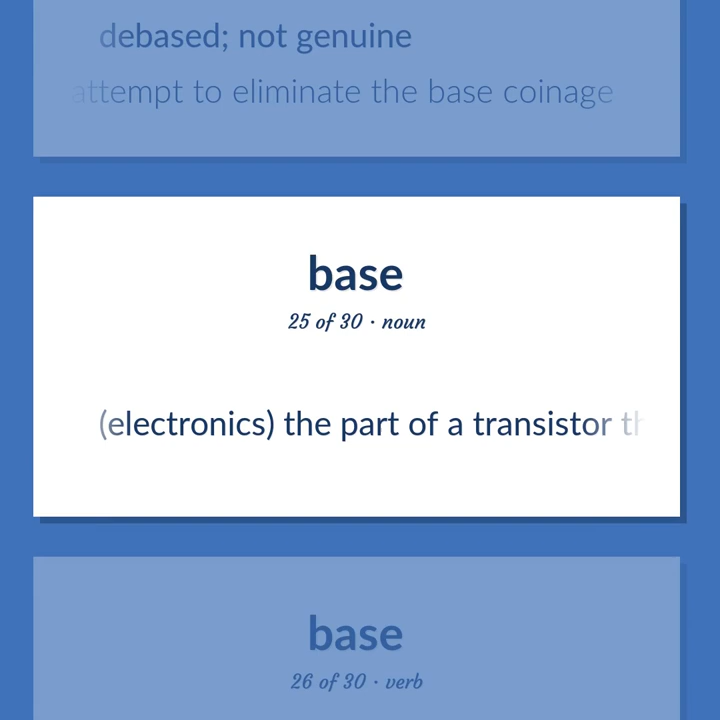 debased; not genuine
attempt to eliminate the base coinage
base
25 of 30 · noun
(electronics) the part of a transistor
base
26 of 30 · verb